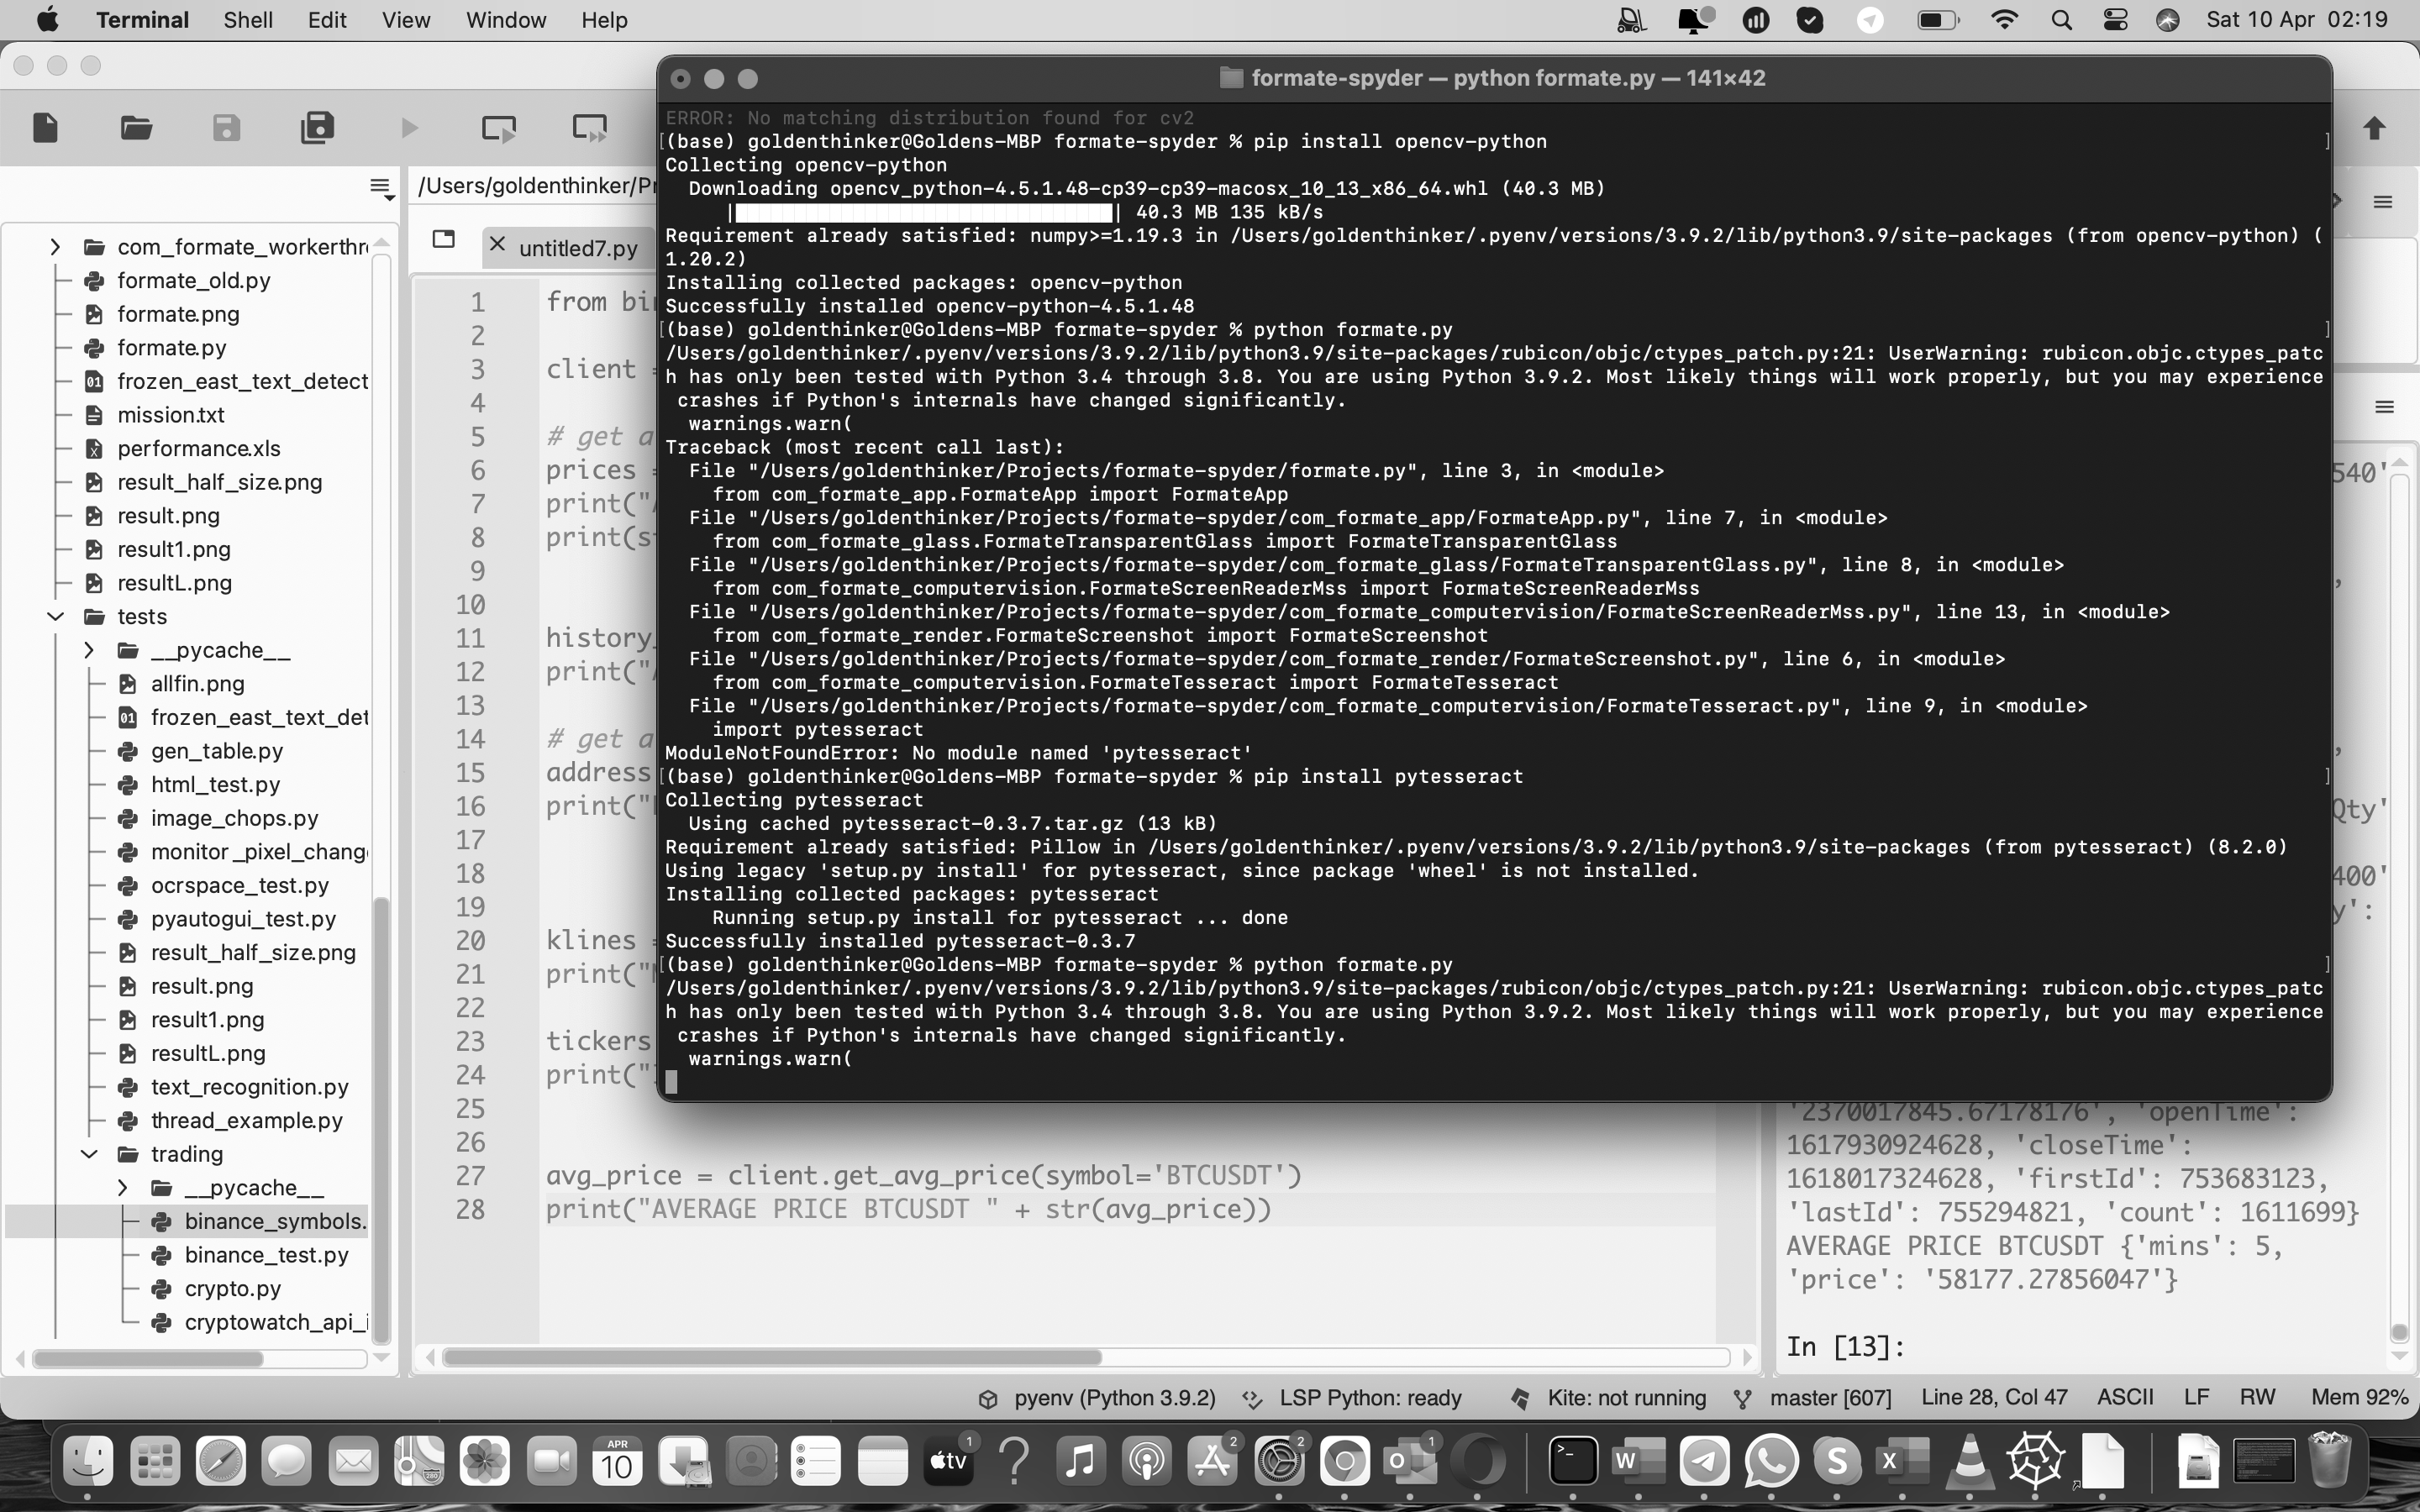 Terminal Shell Edit View Window Help Sat 10 Apr 02:19
formate-spyder — python formate.py — 141×42
ERROR: No matching distribution found for cv2
[(base) goldenthinker@Goldens-MBP formate-spyder % pip install opencv-python ]
Collecting opencv-python
Downloading opencv_python-4.5.1.48-cp39-cp39-macosx_10_13_x86_64.whl (40.3 MB)
| | 40.3 MB 135 kB/s
Requirement already satisfied: numpy>=1.19.3 in /Users/goldenthinker/.pyenv/versions/3.9.2/lib/python3.9/site-packages (from opencv-python) (
1.20.2)
Installing collected packages: opencv-python
Successfully installed opencv-python-4.5.1.48
[(base) goldenthinker@Goldens-MBP formate-spyder % python formate.py ]
/Users/goldenthinker/.pyenv/versions/3.9.2/lib/python3.9/site-packages/rubicon/objc/ctypes_patch.py:21: UserWarning: rubicon.objc.ctypes_patc
h has only been tested with Python 3.4 through 3.8. You are using Python 3.9.2. Most likely things will work properly, but you may experience
crashes if Python's internals have changed significantly.
warnings.warn(
Traceback (most recent call last):
File "/Users/goldenthinker/Projects/formate-spyder/formate.py", line 3, in <module>
from com_formate_app.FormateApp import FormateApp
File "/Users/goldenthinker/Projects/formate-spyder/com_formate_app/FormateApp.py", line 7, in <module>
from com_formate_glass.FormateTransparentGlass import FormateTransparentGlass
File "/Users/goldenthinker/Projects/formate-spyder/com_formate_glass/FormateTransparentGlass.py", line 8, in <module>
from com_formate_computervision.FormateScreenReaderMss import FormateScreenReaderMss
File "/Users/goldenthinker/Projects/formate-spyder/com_formate_computervision/FormateScreenReaderMss.py", line 13, in <module>
from com_formate_render.FormateScreenshot import FormateScreenshot
File "/Users/goldenthinker/Projects/formate-spyder/com_formate_render/FormateScreenshot.py", line 6, in <module>
from com_formate_computervision.FormateTesseract import FormateTesseract
File "/Users/goldenthinker/Projects/formate-spyder/com_formate_computervision/FormateTesseract.py", line 9, in <module>
import pytesseract
ModuleNotFoundError: No module named 'pytesseract'
[(base) goldenthinker@Goldens-MBP formate-spyder % pip install pytesseract ]
Collecting pytesseract
Using cached pytesseract-0.3.7.tar.gz (13 kB)
Requirement already satisfied: Pillow in /Users/goldenthinker/.pyenv/versions/3.9.2/lib/python3.9/site-packages (from pytesseract) (8.2.0)
Using legacy 'setup.py install' for pytesseract, since package 'wheel' is not installed.
Installing collected packages: pytesseract
Running setup.py install for pytesseract ... done
Successfully installed pytesseract-0.3.7
[(base) goldenthinker@Goldens-MBP formate-spyder % python formate.py ]
/Users/goldenthinker/.pyenv/versions/3.9.2/lib/python3.9/site-packages/rubicon/objc/ctypes_patch.py:21: UserWarning: rubicon.objc.ctypes_patc
h has only been tested with Python 3.4 through 3.8. You are using Python 3.9.2. Most likely things will work properly, but you may experience
crashes if Python's internals have changed significantly.
warnings.warn(
com_formate_workerthr
formate_old.py
formate.png
formate.py
frozen_east_text_detect
mission.txt
performance.xls
result_half_size.png
result.png
result1.png
resultL.png
tests
__pycache__
allfin.png
frozen_east_text_det
gen_table.py
html_test.py
image_chops.py
monitor_pixel_chang
ocrspace_test.py
pyautogui_test.py
result_half_size.png
result.png
result1.png
resultL.png
text_recognition.py
thread_example.py
trading
__pycache__
binance_symbols.
binance_test.py
crypto.py
cryptowatch_api_i
/Users/goldenthinker/Pr
untitled7.py
1 from bi
2
3 client =
4
5 # get a
6 prices =
7 print("
8 print(s
9
10
11 history_
12 print("
13
14 # get a
15 address
16 print("
17
18
19
20 klines =
21 print("
22
23 tickers
24 print("
25
26
27 avg_price = client.get_avg_price(symbol='BTCUSDT')
28 print("AVERAGE PRICE BTCUSDT " + str(avg_price))
540'
,
,
Qty'
400'
y':
'2370017845.67178176', 'openTime':
1617930924628, 'closeTime':
1618017324628, 'firstId': 753683123,
'lastId': 755294821, 'count': 1611699}
AVERAGE PRICE BTCUSDT {'mins': 5,
'price': '58177.27856047'}
In [13]:
pyenv (Python 3.9.2) LSP Python: ready Kite: not running master [607] Line 28, Col 47 ASCII LF RW Mem 92%
APR
10
tv
1
2
2
1